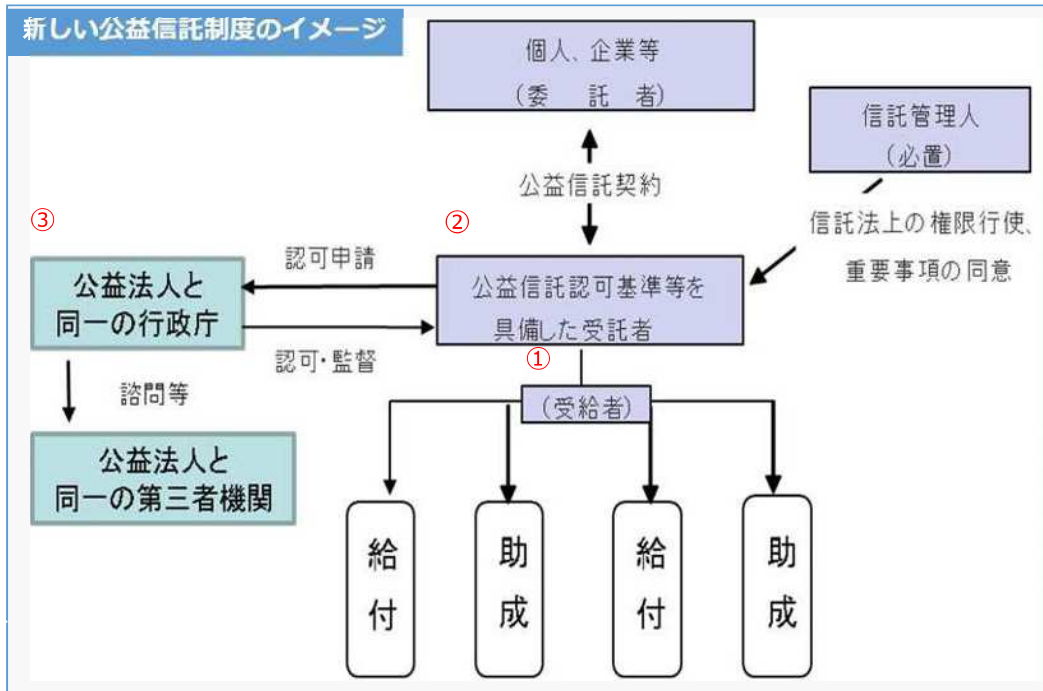 新しい公益信託制度のイメージ
個人、企業等
(委　託　者)
信託管理人
(必置)
公益信託契約
信託法上の権限行使、
重要事項の同意
③
②
認可申請
公益法人と
同一の行政庁
公益信託認可基準等を
具備した受託者
認可・監督
①
諮問等
(受給者)
公益法人と
同一の第三者機関
給付
助成
給付
助成